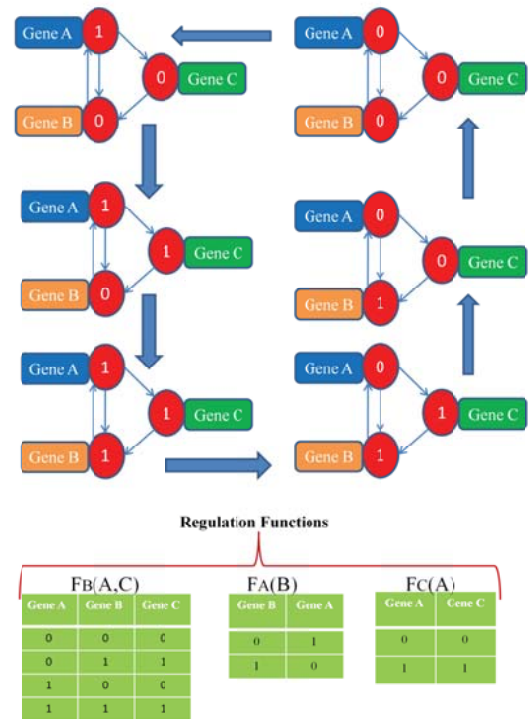 Gene A 1
0 Gene C
Gene B 0
Gene A 0
0 Gene C
Gene B 0
Gene A 1
1 Gene C
Gene B 0
Gene A 0
0 Gene C
Gene B 1
Gene A 1
1 Gene C
Gene B 1
Gene A 0
1 Gene C
Gene B 1
Regulation Functions
FB(A,C)
Gene A Gene B Gene C
0 0 0
0 1 1
1 0 0
1 1 1
FA(B)
Gene B Gene A
0 1
1 0
FC(A)
Gene A Gene C
0 0
1 1